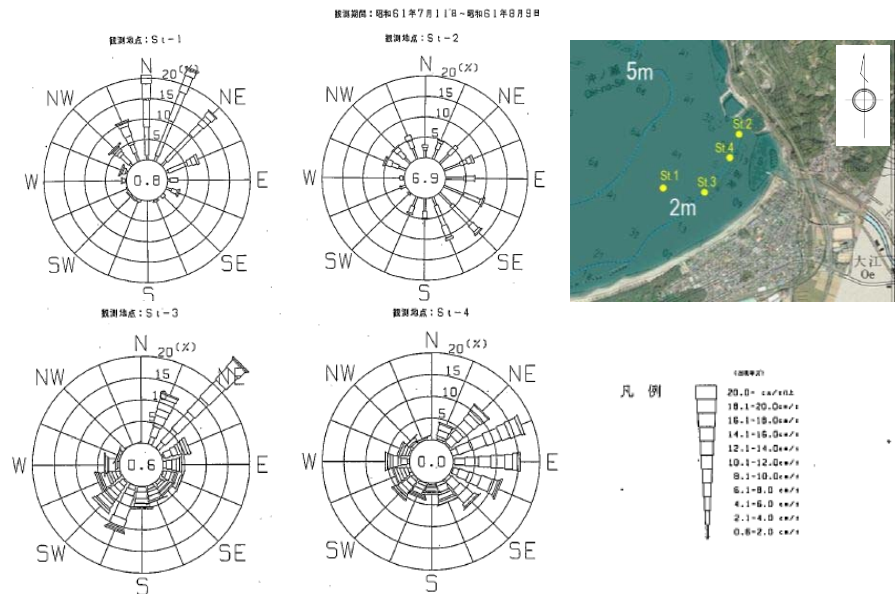 観測期間:昭和61年7月11日~昭和61年8月9日
観測地点:St-1
N
20(%)
15
10
5
NW
NE
W
0.8
E
SW
SE
S
観測地点:St-2
N
20(%)
15
10
5
NW
NE
W
6.9
E
SW
SE
S
5m
St.2
St.4
St.1
St.3
2m
大江
Oe
観測地点:St-3
N
20(%)
15
10
5
NW
NE
W
0.6
E
SW
SE
S
観測地点:St-4
N
20(%)
15
10
5
NW
NE
W
0.0
E
SW
SE
S
凡例
20.0~ cm/s以上
18.1~20.0cm/s
16.1~18.0cm/s
14.1~16.0cm/s
12.1~14.0cm/s
10.1~12.0cm/s
8.1~10.0cm/s
6.1~8.0 cm/s
4.1~6.0 cm/s
2.1~4.0 cm/s
0.6~2.0 cm/s